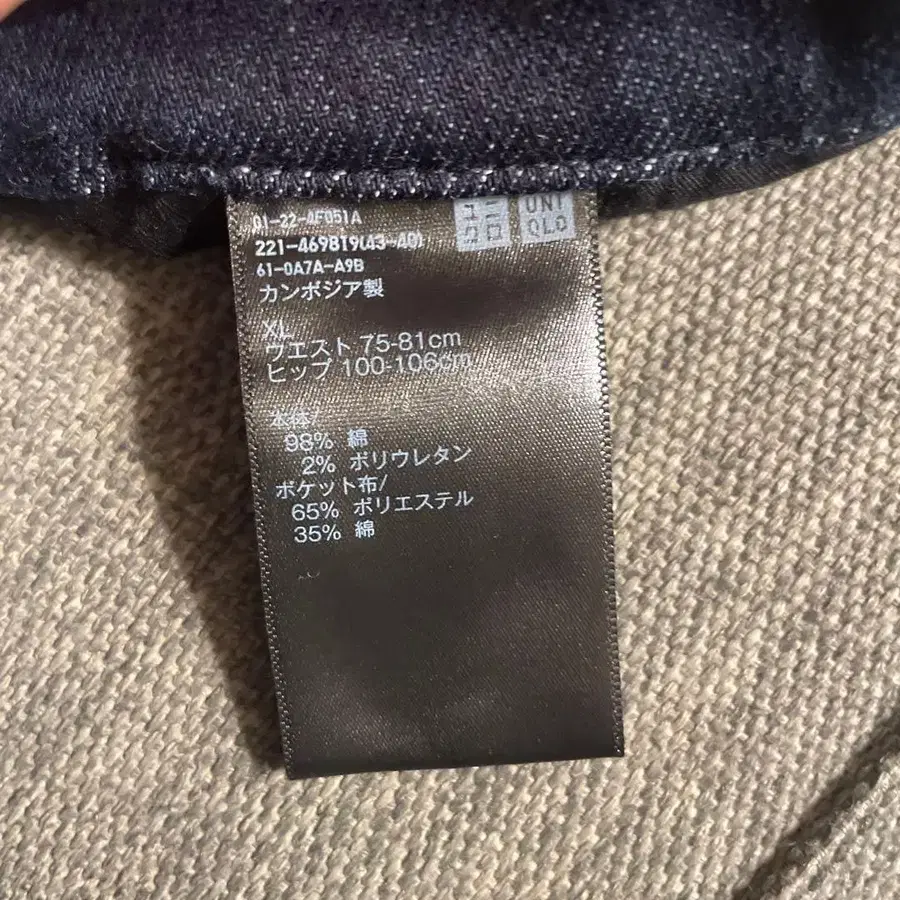 ユニ
クロ
UNI
QLO
01-22-4F051A
221-469819(43-40)
61-0A7A-A9B
カンボジア製
XL
ウエスト 75-81cm
ヒップ 100-106cm
本体/
98% 綿
2% ポリウレタン
ポケット布/
65% ポリエステル
35% 綿